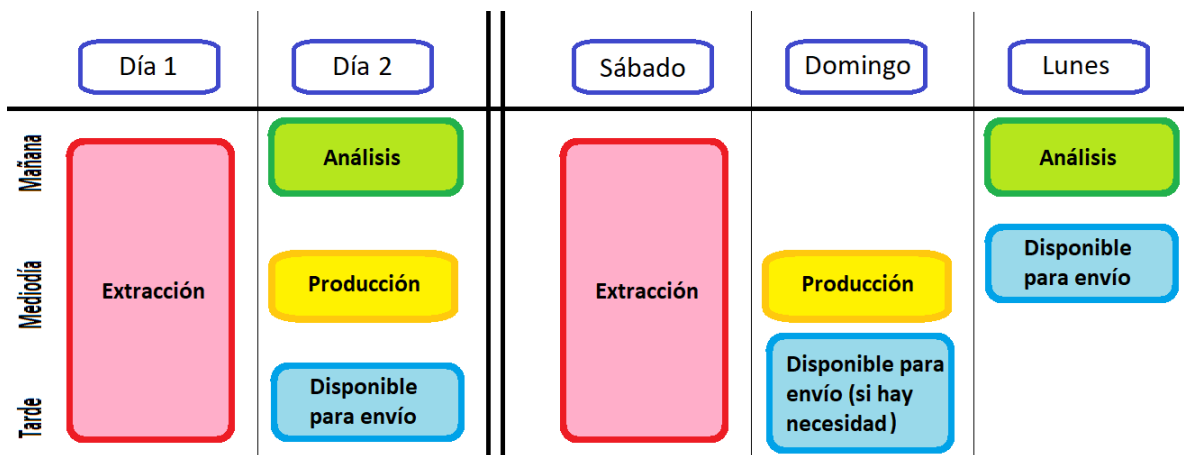 Día 1
Día 2
Sábado
Domingo
Lunes
Mañana
Mediodía
Tarde
Extracción
Análisis
Producción
Disponible
para envío
Extracción
Producción
Disponible para
envío (si hay
necesidad)
Análisis
Disponible
para envío